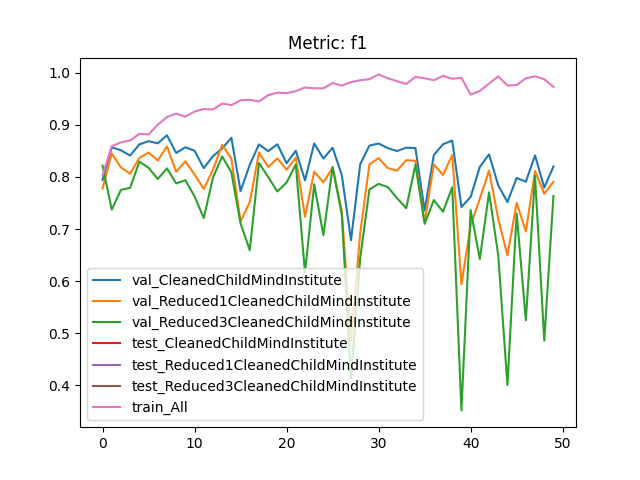 Metric: f1
1.0
0.9
0.8
0.7
0.6
0.5
0.4
val_CleanedChildMindInstitute
val_Reduced1CleanedChildMindInstitute
val_Reduced3CleanedChildMindInstitute
test_CleanedChildMindInstitute
test_Reduced1CleanedChildMindInstitute
test_Reduced3CleanedChildMindInstitute
train_All
0 10 20 30 40 50